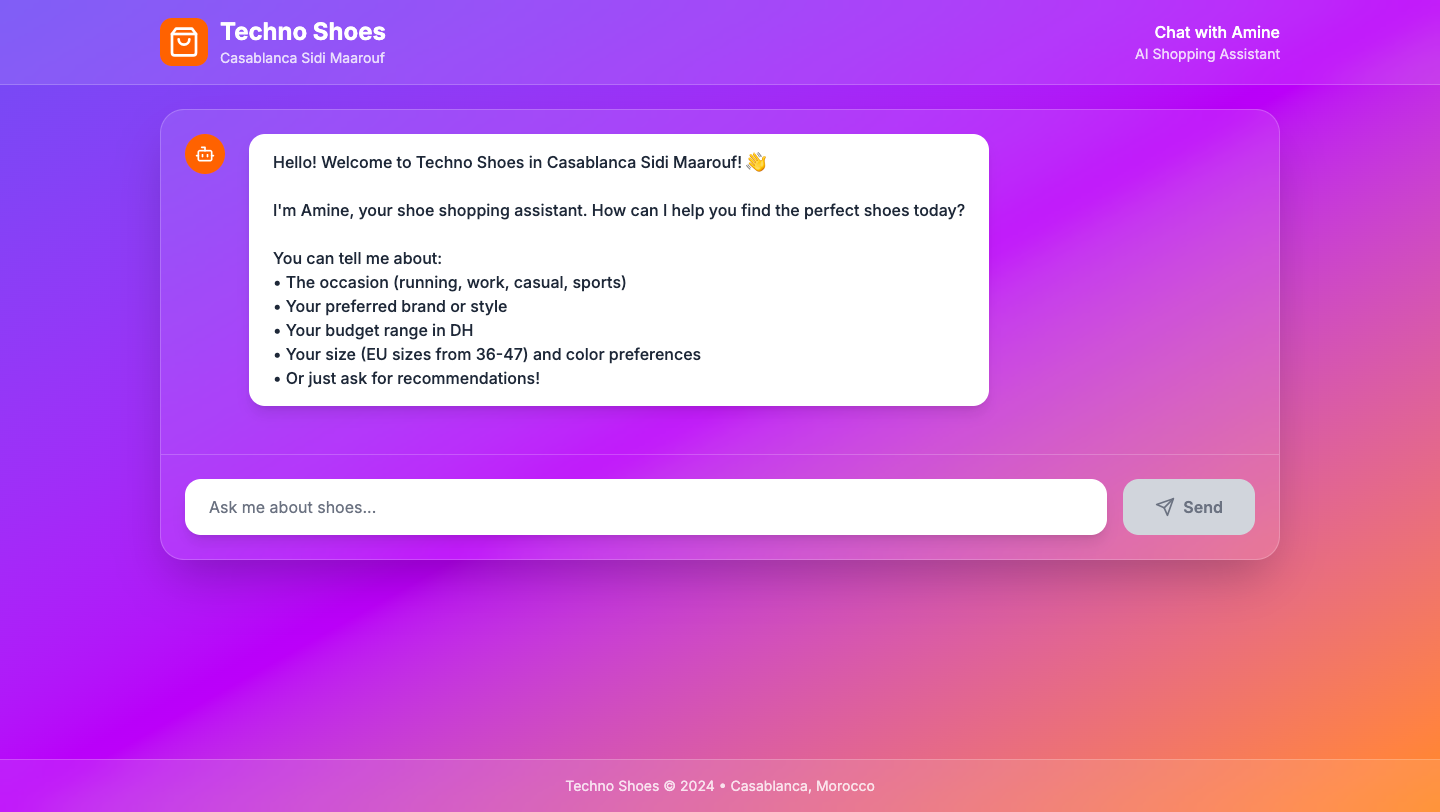 Techno Shoes
Casablanca Sidi Maarouf
Chat with Amine
AI Shopping Assistant
Hello! Welcome to Techno Shoes in Casablanca Sidi Maarouf! 👋
I'm Amine, your shoe shopping assistant. How can I help you find the perfect shoes today?
You can tell me about:
• The occasion (running, work, casual, sports)
• Your preferred brand or style
• Your budget range in DH
• Your size (EU sizes from 36-47) and color preferences
• Or just ask for recommendations!
Ask me about shoes...
Send
Techno Shoes © 2024 • Casablanca, Morocco